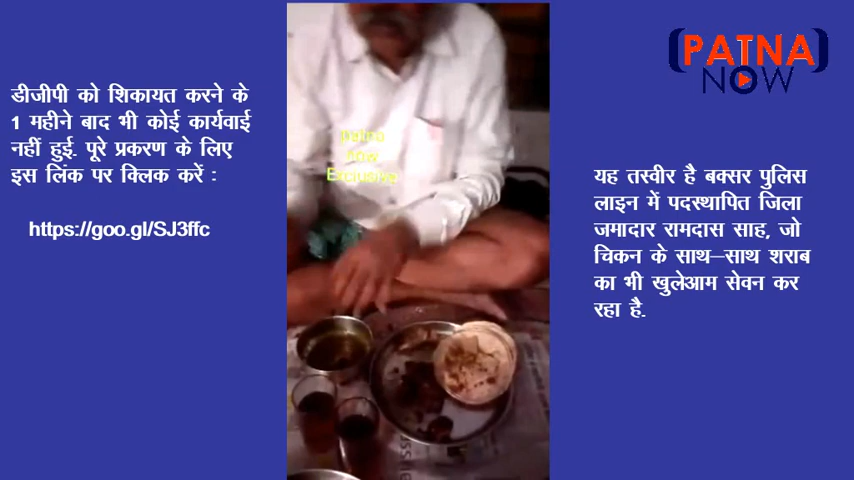 डीजीपी को शिकायत करने के
1 महीने बाद भी कोई कार्यवाई
नहीं हुई. पूरे प्रकरण के लिए
इस लिंक पर क्लिक करें :
https://goo.gl/SJ3ffc
patna
now
Exclusive
(PATNA)
NOW
यह तस्वीर है बक्सर पुलिस
लाइन में पदस्थापित जिला
जमादार रामदास साह, जो
चिकन के साथ–साथ शराब
का भी खुलेआम सेवन कर
रहा है.